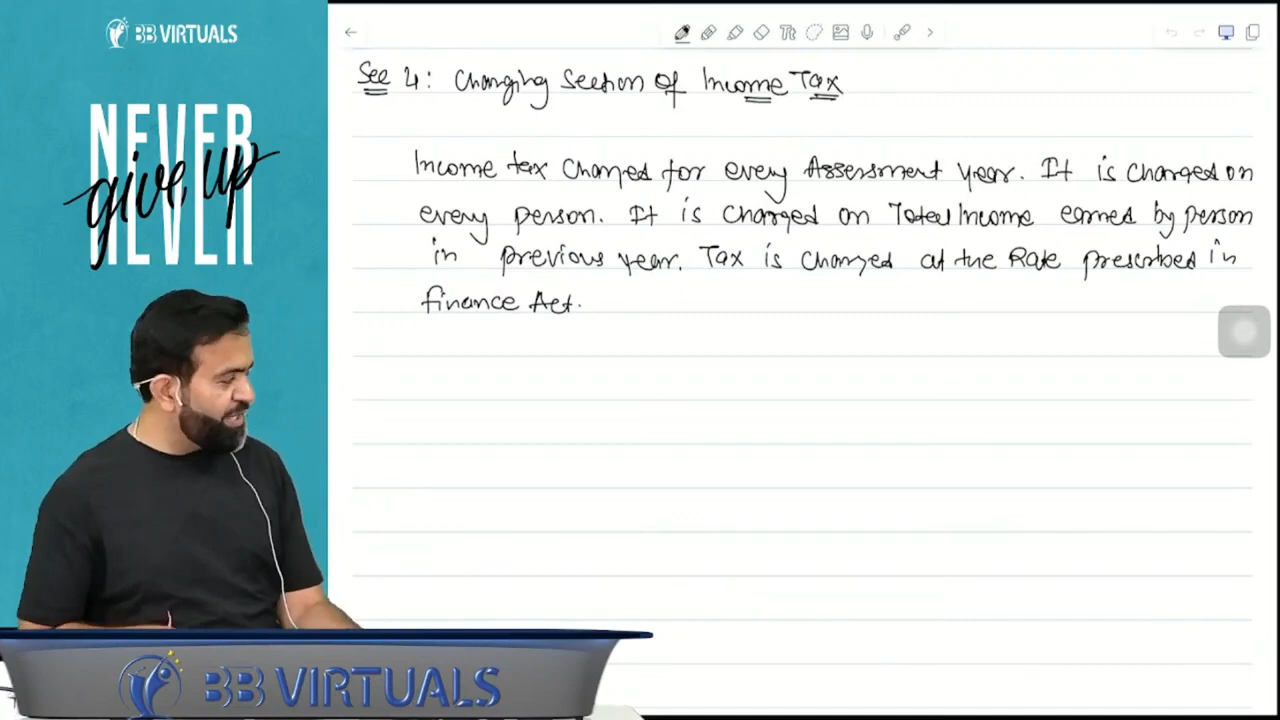 BB VIRTUALS
NEVER
give up
NEVER
Sec 4: Charging Section of Income Tax
Income tax Charged for every Assessment year. It is charged on
every person. It is charged on Total Income earned by person
in previous year. Tax is charged at the Rate prescribed in
finance Act.
BB VIRTUALS